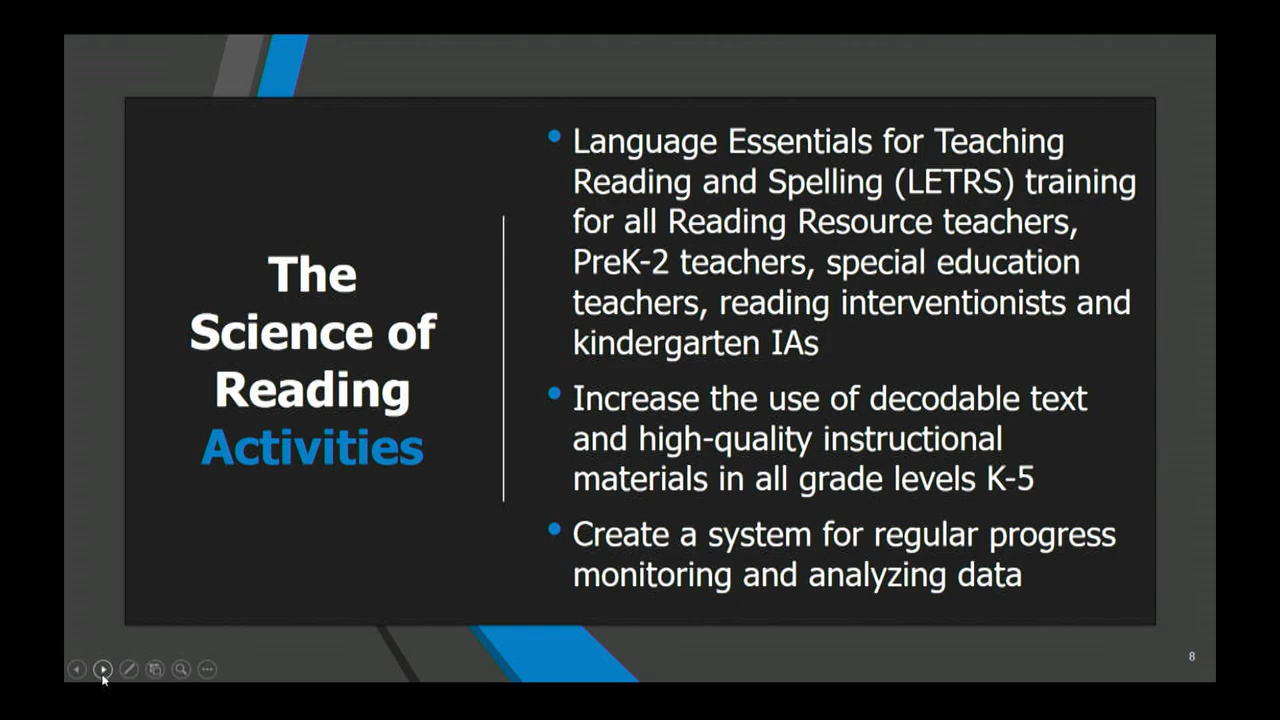 The
Science of
Reading
Activities
Language Essentials for Teaching
Reading and Spelling (LETRS) training
for all Reading Resource teachers,
PreK-2 teachers, special education
teachers, reading interventionists and
kindergarten IAs
Increase the use of decodable text
and high-quality instructional
materials in all grade levels K-5
Create a system for regular progress
monitoring and analyzing data
8